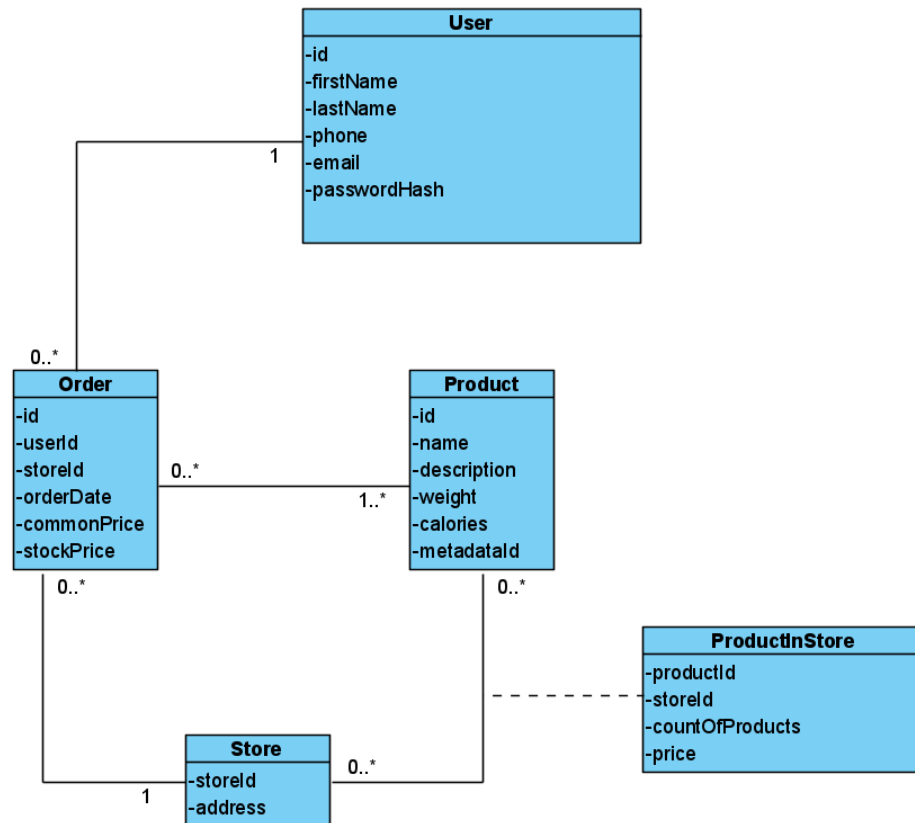 User
-id
-firstName
-lastName
-phone
-email
-passwordHash
1
0..*
Order
-id
-userId
-storeId
-orderDate
-commonPrice
-stockPrice
Product
-id
-name
-description
-weight
-calories
-metadataId
0..*
1..*
0..*
0..*
ProductInStore
-productId
-storeId
-countOfProducts
-price
Store
-storeId
-address
1
0..*